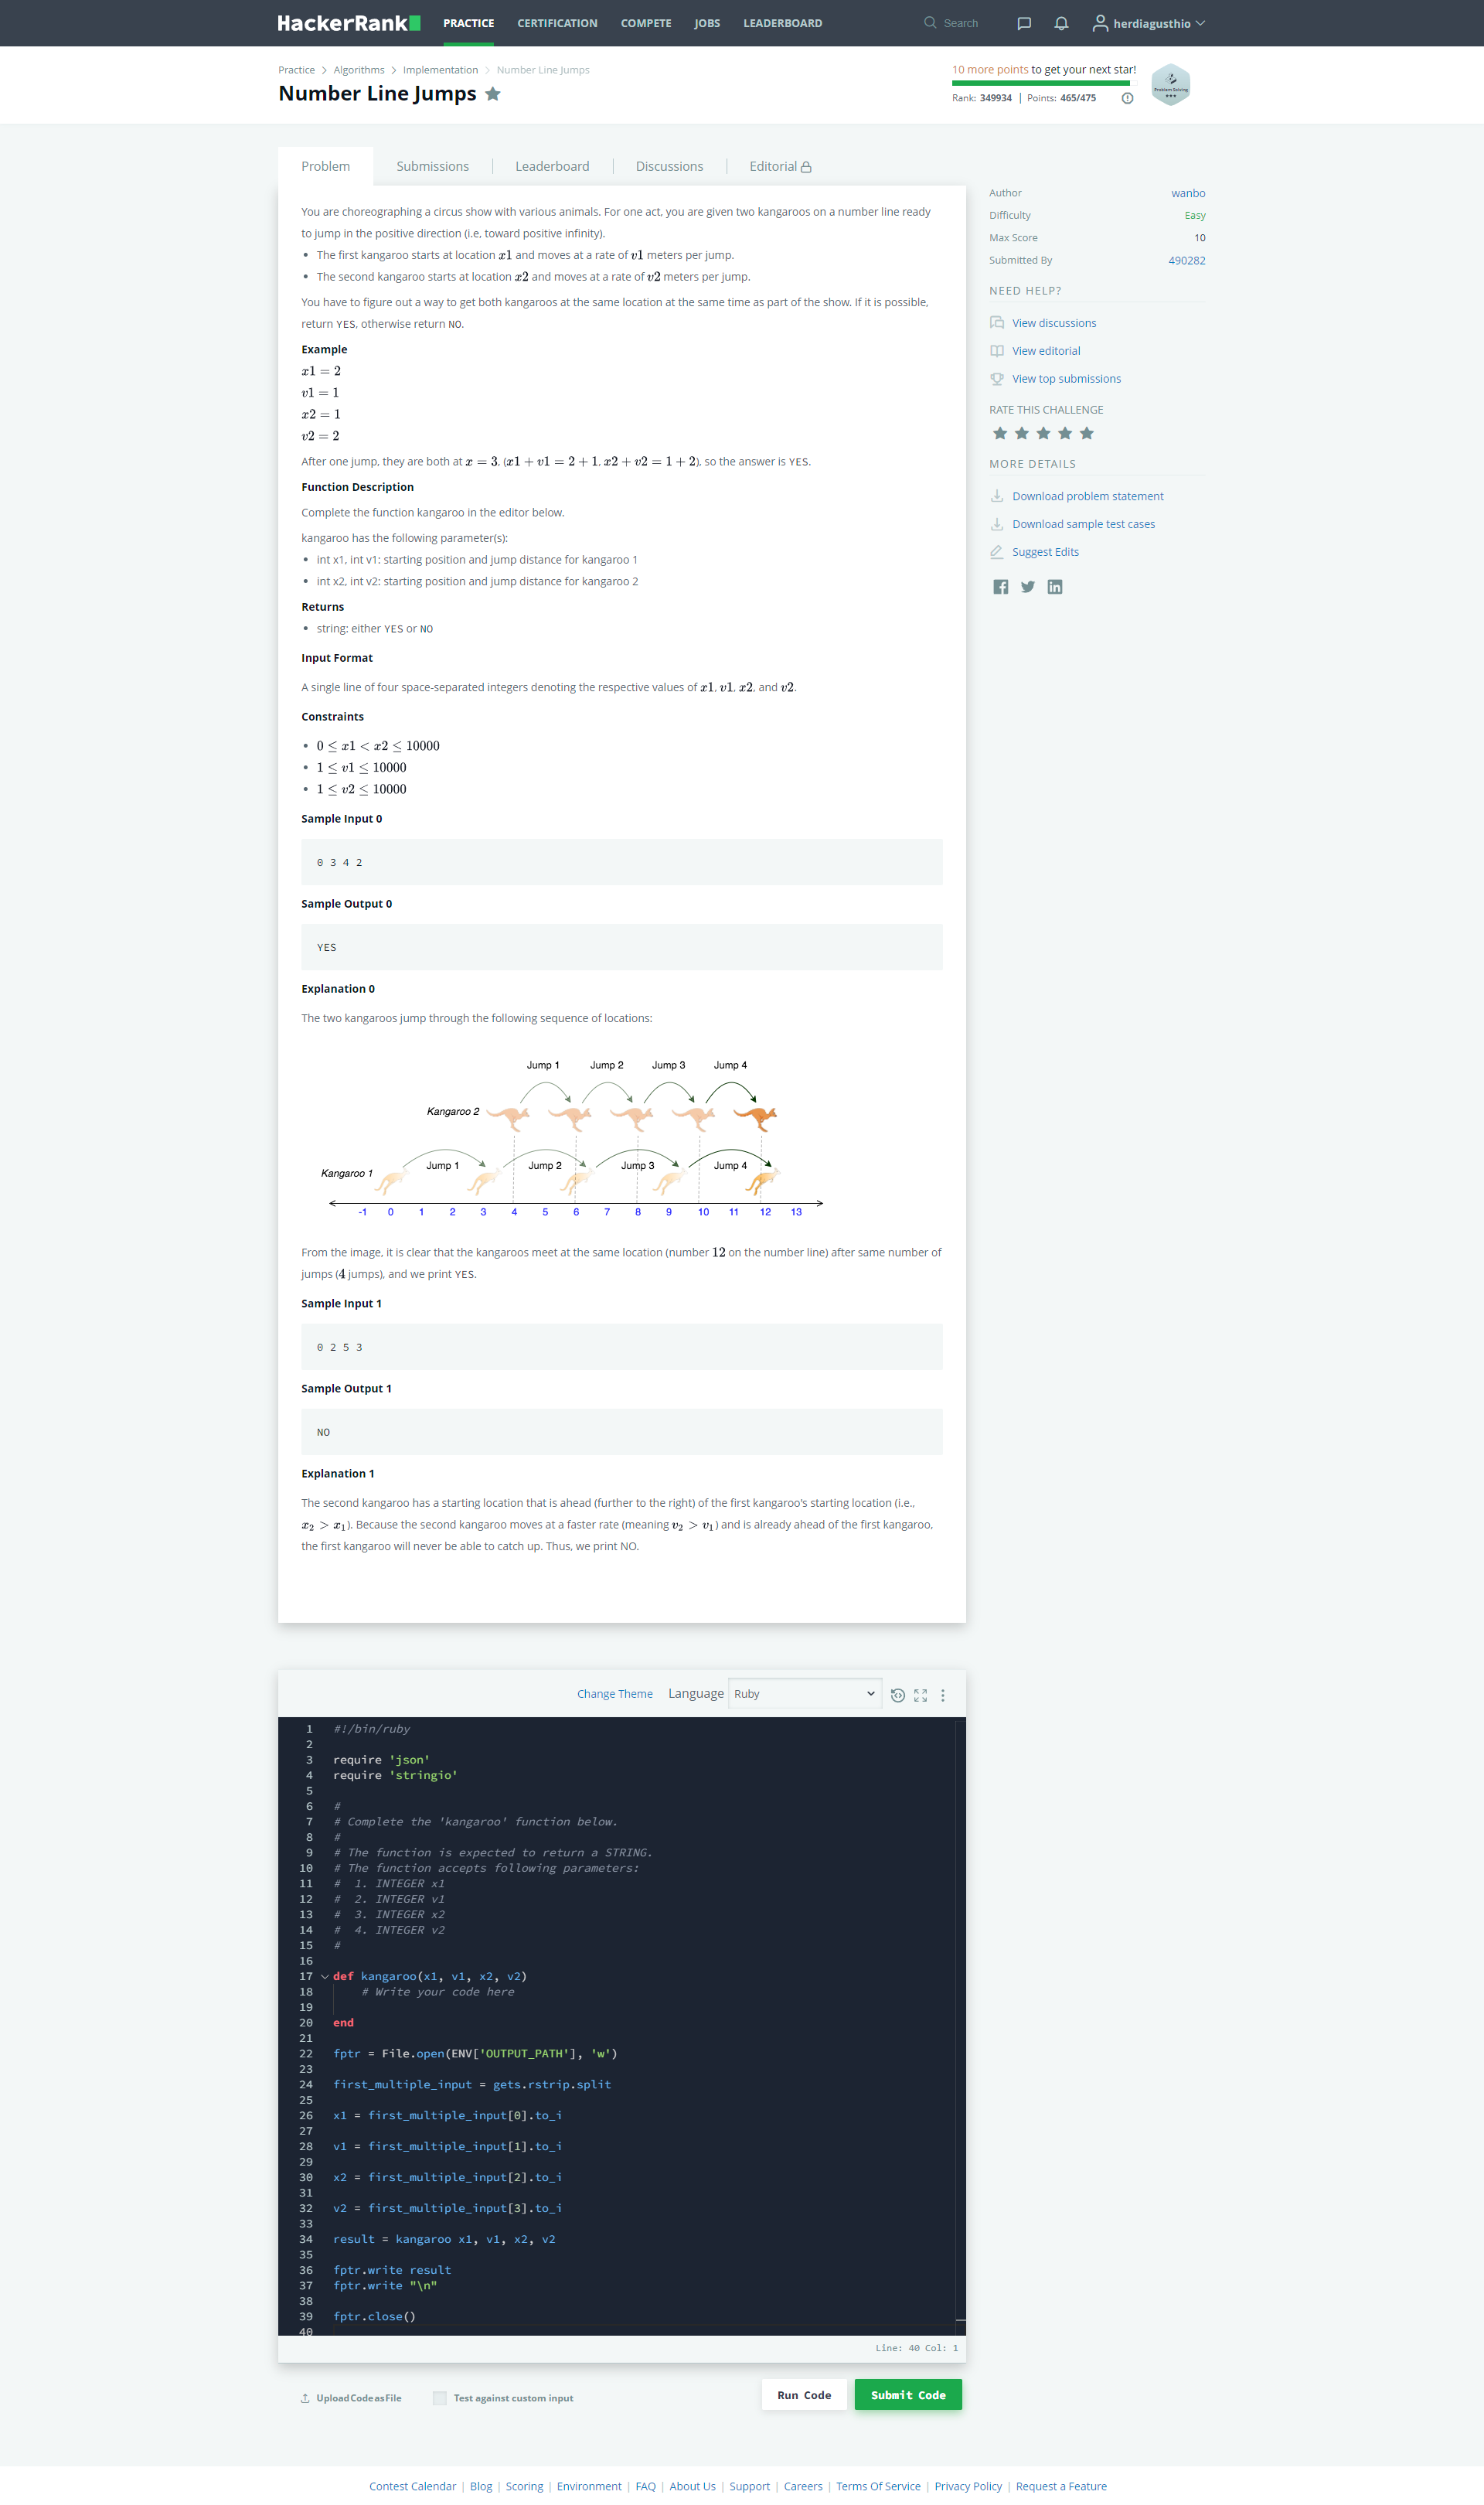 HackerRank
PRACTICE CERTIFICATION COMPETE JOBS LEADERBOARD
Search
herdiagusthio
Practice > Algorithms > Implementation > Number Line Jumps
Number Line Jumps
10 more points to get your next star!
Rank: 349934 | Points: 465/475
Problem Solving
Problem
Submissions
Leaderboard
Discussions
Editorial
You are choreographing a circus show with various animals. For one act, you are given two kangaroos on a number line ready
to jump in the positive direction (i.e, toward positive infinity).
• The first kangaroo starts at location x1 and moves at a rate of v1 meters per jump.
• The second kangaroo starts at location x2 and moves at a rate of v2 meters per jump.
You have to figure out a way to get both kangaroos at the same location at the same time as part of the show. If it is possible,
return YES, otherwise return NO.
Example
x1 = 2
v1 = 1
x2 = 1
v2 = 2
After one jump, they are both at x = 3, (x1 + v1 = 2 + 1, x2 + v2 = 1 + 2), so the answer is YES.
Function Description
Complete the function kangaroo in the editor below.
kangaroo has the following parameter(s):
• int x1, int v1: starting position and jump distance for kangaroo 1
• int x2, int v2: starting position and jump distance for kangaroo 2
Returns
• string: either YES or NO
Input Format
A single line of four space-separated integers denoting the respective values of x1, v1, x2, and v2.
Constraints
• 0 ≤ x1 < x2 ≤ 10000
• 1 ≤ v1 ≤ 10000
• 1 ≤ v2 ≤ 10000
Sample Input 0
0 3 4 2
Sample Output 0
YES
Explanation 0
The two kangaroos jump through the following sequence of locations:
Jump 1 Jump 2 Jump 3 Jump 4
Kangaroo 2
Kangaroo 1
Jump 1 Jump 2 Jump 3 Jump 4
-1 0 1 2 3 4 5 6 7 8 9 10 11 12 13
From the image, it is clear that the kangaroos meet at the same location (number 12 on the number line) after same number of
jumps (4 jumps), and we print YES.
Sample Input 1
0 2 5 3
Sample Output 1
NO
Explanation 1
The second kangaroo has a starting location that is ahead (further to the right) of the first kangaroo's starting location (i.e.,
x₂ > x₁). Because the second kangaroo moves at a faster rate (meaning v₂ > v₁) and is already ahead of the first kangaroo,
the first kangaroo will never be able to catch up. Thus, we print NO.
Author wanbo
Difficulty Easy
Max Score 10
Submitted By 490282
NEED HELP?
View discussions
View editorial
View top submissions
RATE THIS CHALLENGE
MORE DETAILS
Download problem statement
Download sample test cases
Suggest Edits
Change Theme Language Ruby
1 #!/bin/ruby
2
3 require 'json'
4 require 'stringio'
5
6 #
7 # Complete the 'kangaroo' function below.
8 #
9 # The function is expected to return a STRING.
10 # The function accepts following parameters:
11 #  1. INTEGER x1
12 #  2. INTEGER v1
13 #  3. INTEGER x2
14 #  4. INTEGER v2
15 #
16
17 def kangaroo(x1, v1, x2, v2)
18     # Write your code here
19
20 end
21
22 fptr = File.open(ENV['OUTPUT_PATH'], 'w')
23
24 first_multiple_input = gets.rstrip.split
25
26 x1 = first_multiple_input[0].to_i
27
28 v1 = first_multiple_input[1].to_i
29
30 x2 = first_multiple_input[2].to_i
31
32 v2 = first_multiple_input[3].to_i
33
34 result = kangaroo x1, v1, x2, v2
35
36 fptr.write result
37 fptr.write "\n"
38
39 fptr.close()
40
Line: 40 Col: 1
Upload Code as File
Test against custom input
Run Code
Submit Code
Contest Calendar | Blog | Scoring | Environment | FAQ | About Us | Support | Careers | Terms Of Service | Privacy Policy | Request a Feature